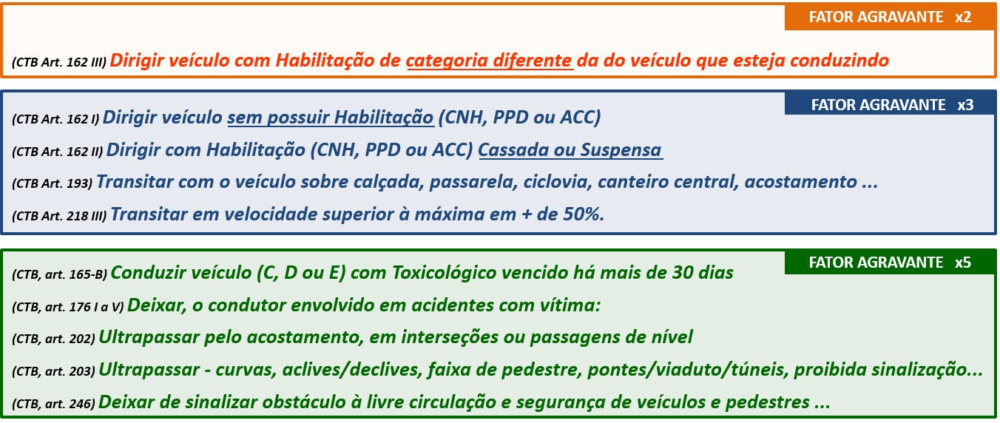 FATOR AGRAVANTE x2
(CTB Art. 162 III) Dirigir veículo com Habilitação de categoria diferente da do veículo que esteja conduzindo
FATOR AGRAVANTE x3
(CTB Art. 162 I) Dirigir veículo sem possuir Habilitação (CNH, PPD ou ACC)
(CTB Art. 162 II) Dirigir com Habilitação (CNH, PPD ou ACC) Cassada ou Suspensa
(CTB Art. 193) Transitar com o veículo sobre calçada, passarela, ciclovia, canteiro central, acostamento ...
(CTB Art. 218 III) Transitar em velocidade superior à máxima em + de 50%.
FATOR AGRAVANTE x5
(CTB, art. 165-B) Conduzir veículo (C, D ou E) com Toxicológico vencido há mais de 30 dias
(CTB, art. 176 I a V) Deixar, o condutor envolvido em acidentes com vítima:
(CTB, art. 202) Ultrapassar pelo acostamento, em interseções ou passagens de nível
(CTB, art. 203) Ultrapassar - curvas, aclives/declives, faixa de pedestre, pontes/viaduto/túneis, proibida sinalização...
(CTB, art. 246) Deixar de sinalizar obstáculo à livre circulação e segurança de veículos e pedestres ...